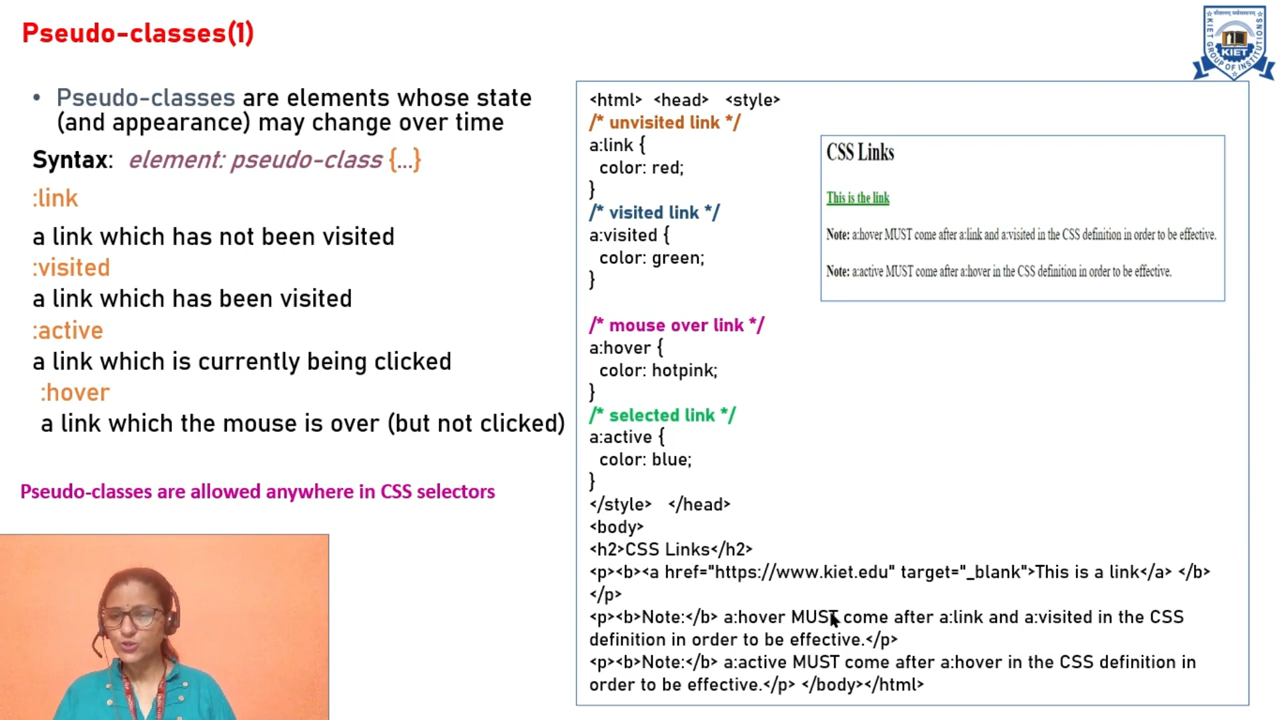 Pseudo-classes(1)
• Pseudo-classes are elements whose state
(and appearance) may change over time
Syntax: element: pseudo-class {...}
:link
a link which has not been visited
:visited
a link which has been visited
:active
a link which is currently being clicked
:hover
a link which the mouse is over (but not clicked)
Pseudo-classes are allowed anywhere in CSS selectors
<html> <head> <style>
/* unvisited link */
a:link {
color: red;
}
/* visited link */
a:visited {
color: green;
}
/* mouse over link */
a:hover {
color: hotpink;
}
/* selected link */
a:active {
color: blue;
}
</style> </head>
<body>
<h2>CSS Links</h2>
<p><b><a href="https://www.kiet.edu" target="_blank">This is a link</a> </b>
</p>
<p><b>Note:</b> a:hover MUST come after a:link and a:visited in the CSS
definition in order to be effective.</p>
<p><b>Note:</b> a:active MUST come after a:hover in the CSS definition in
order to be effective.</p> </body></html>
CSS Links
This is the link
Note: a:hover MUST come after a:link and a:visited in the CSS definition in order to be effective.
Note: a:active MUST come after a:hover in the CSS definition in order to be effective.
KIET
GROUP OF INSTITUTIONS